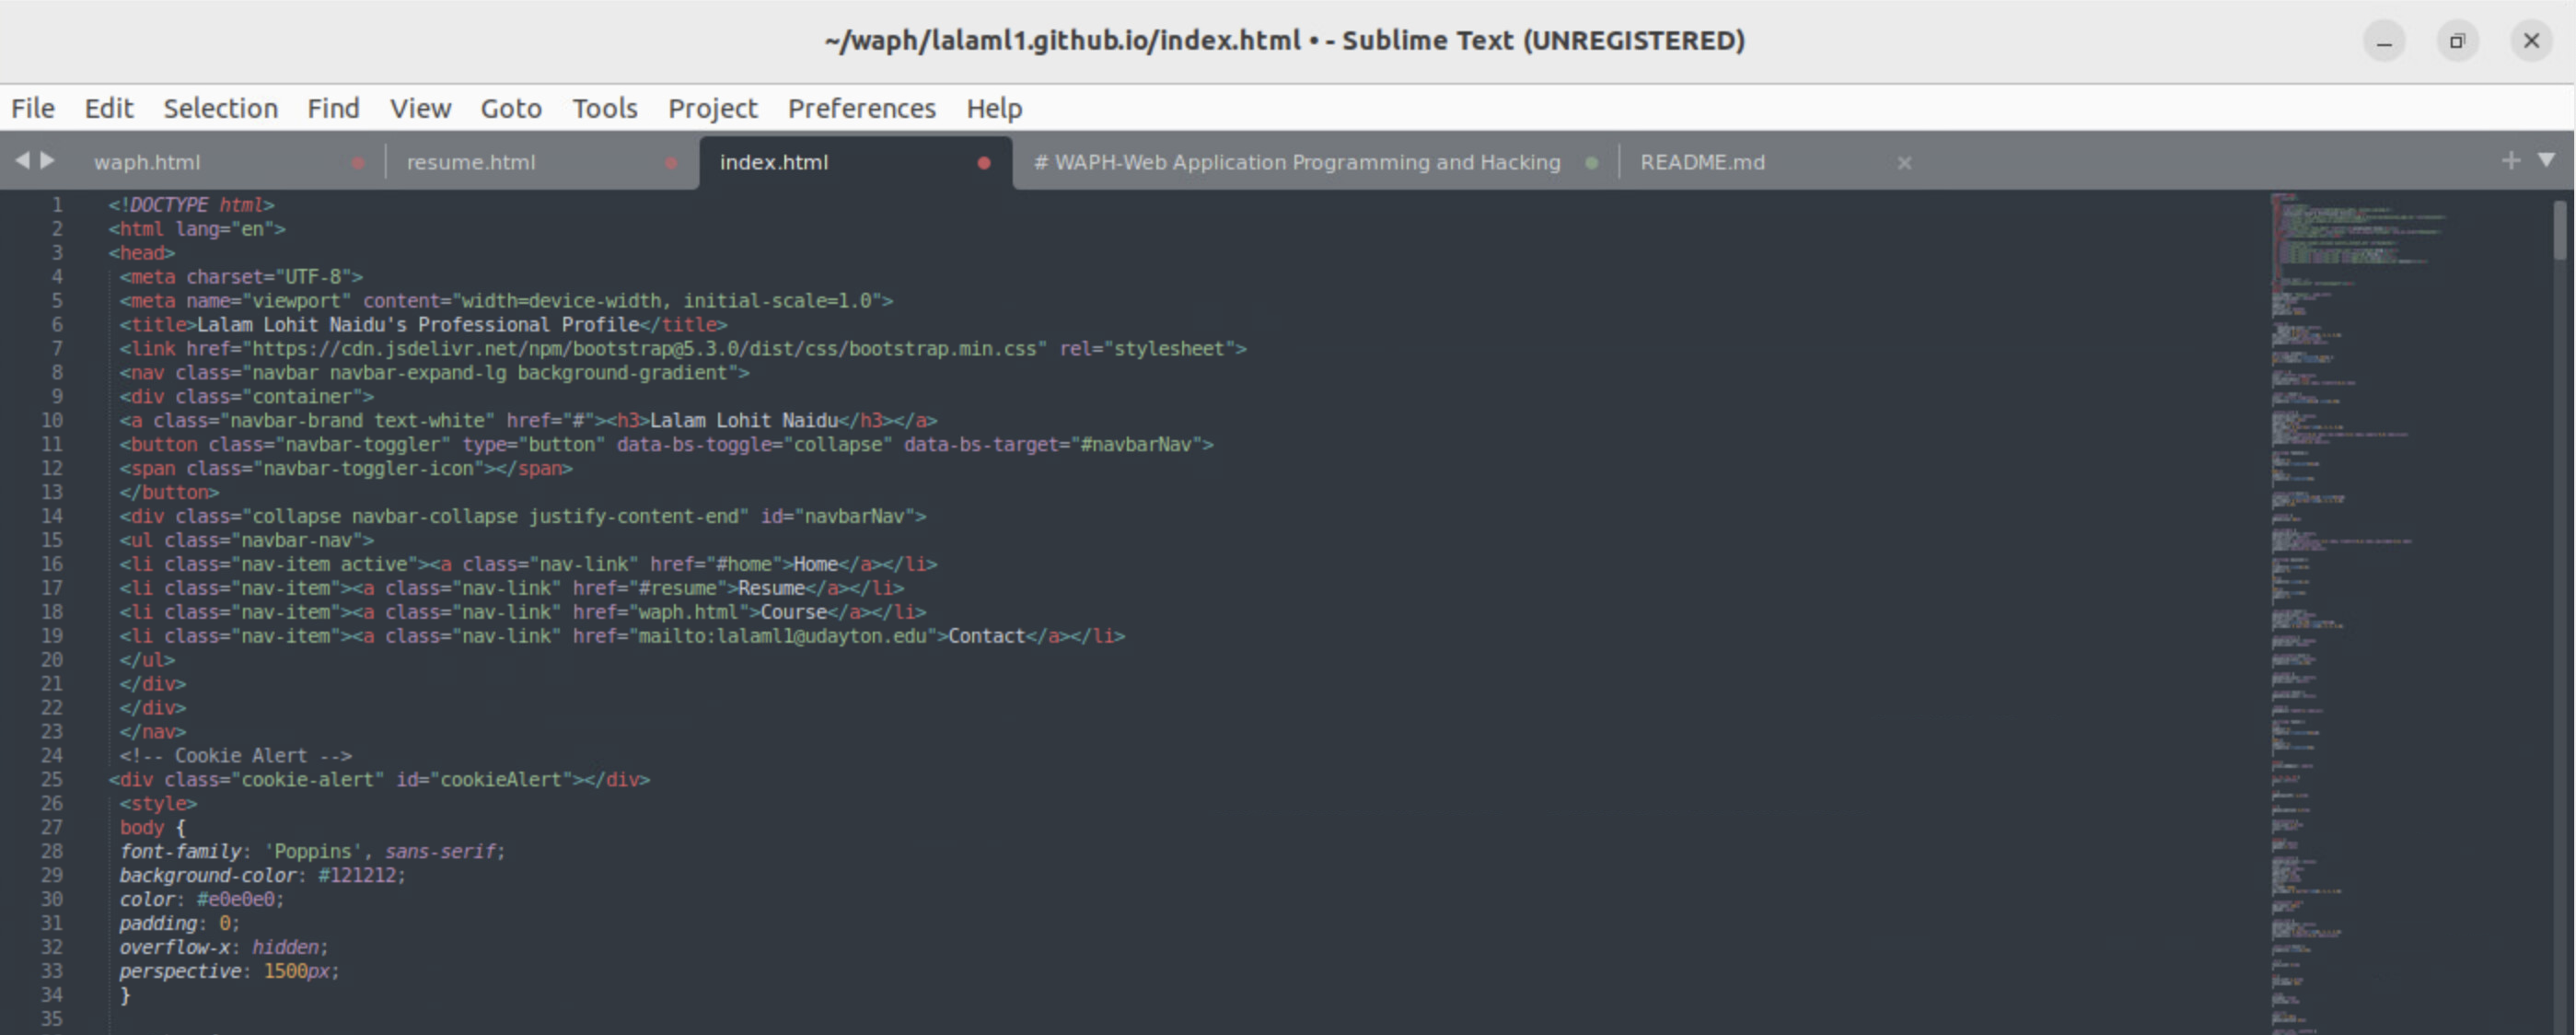 ~/waph/lalaml1.github.io/index.html • - Sublime Text (UNREGISTERED)
File Edit Selection Find View Goto Tools Project Preferences Help
waph.html resume.html index.html # WAPH-Web Application Programming and Hacking README.md
1 <!DOCTYPE html>
2 <html lang="en">
3 <head>
4 <meta charset="UTF-8">
5 <meta name="viewport" content="width=device-width, initial-scale=1.0">
6 <title>Lalam Lohit Naidu's Professional Profile</title>
7 <link href="https://cdn.jsdelivr.net/npm/bootstrap@5.3.0/dist/css/bootstrap.min.css" rel="stylesheet">
8 <nav class="navbar navbar-expand-lg background-gradient">
9 <div class="container">
10 <a class="navbar-brand text-white" href="#"><h3>Lalam Lohit Naidu</h3></a>
11 <button class="navbar-toggler" type="button" data-bs-toggle="collapse" data-bs-target="#navbarNav">
12 <span class="navbar-toggler-icon"></span>
13 </button>
14 <div class="collapse navbar-collapse justify-content-end" id="navbarNav">
15 <ul class="navbar-nav">
16 <li class="nav-item active"><a class="nav-link" href="#home">Home</a></li>
17 <li class="nav-item"><a class="nav-link" href="#resume">Resume</a></li>
18 <li class="nav-item"><a class="nav-link" href="waph.html">Course</a></li>
19 <li class="nav-item"><a class="nav-link" href="mailto:lalaml1@udayton.edu">Contact</a></li>
20 </ul>
21 </div>
22 </div>
23 </nav>
24 <!-- Cookie Alert -->
25 <div class="cookie-alert" id="cookieAlert"></div>
26 <style>
27 body {
28 font-family: 'Poppins', sans-serif;
29 background-color: #121212;
30 color: #e0e0e0;
31 padding: 0;
32 overflow-x: hidden;
33 perspective: 1500px;
34 }
35